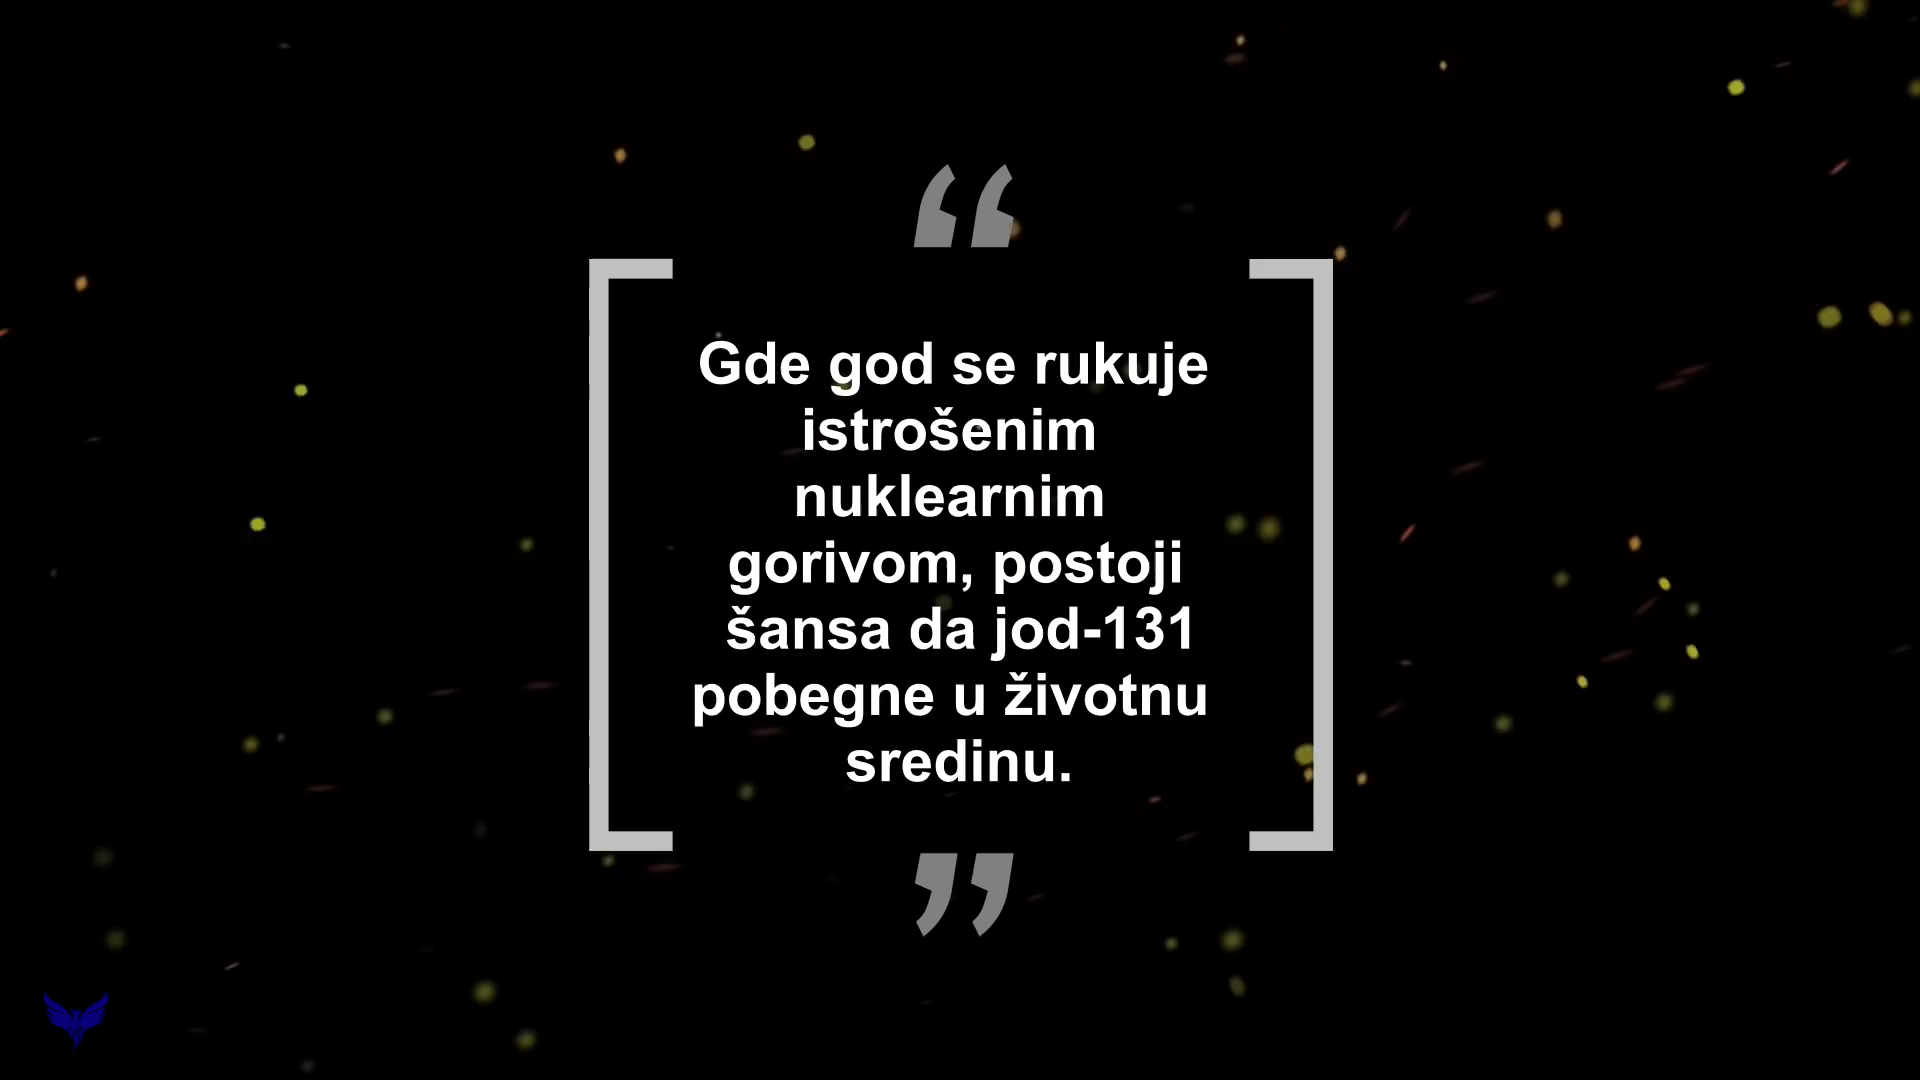 “
Gde god se rukuje
istrošenim
nuklearnim
gorivom, postoji
šansa da jod-131
pobegne u životnu
sredinu.
”